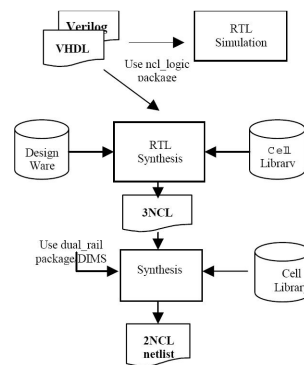 Verilog
VHDL
RTL
Simulation
Use ncl_logic
package
Design
Ware
RTL
Synthesis
Cell
Library
3NCL
Use dual_rail
package/DIMS
Synthesis
Cell
Library
2NCL
netlist